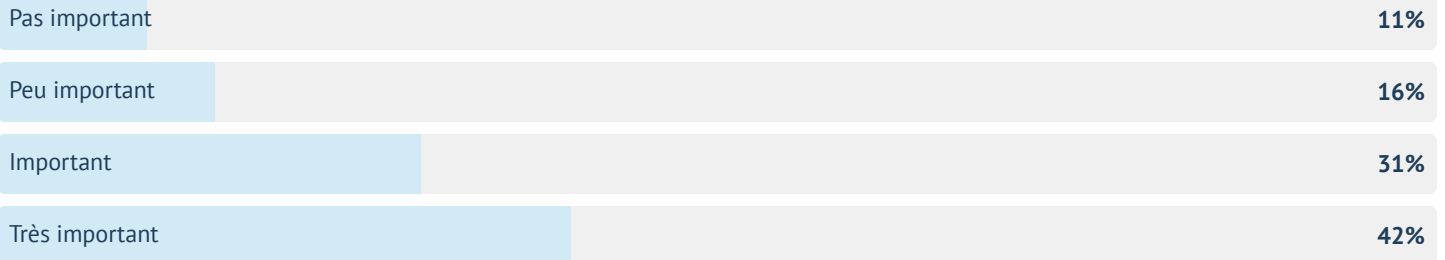 Pas important 11%
Peu important 16%
Important 31%
Très important 42%